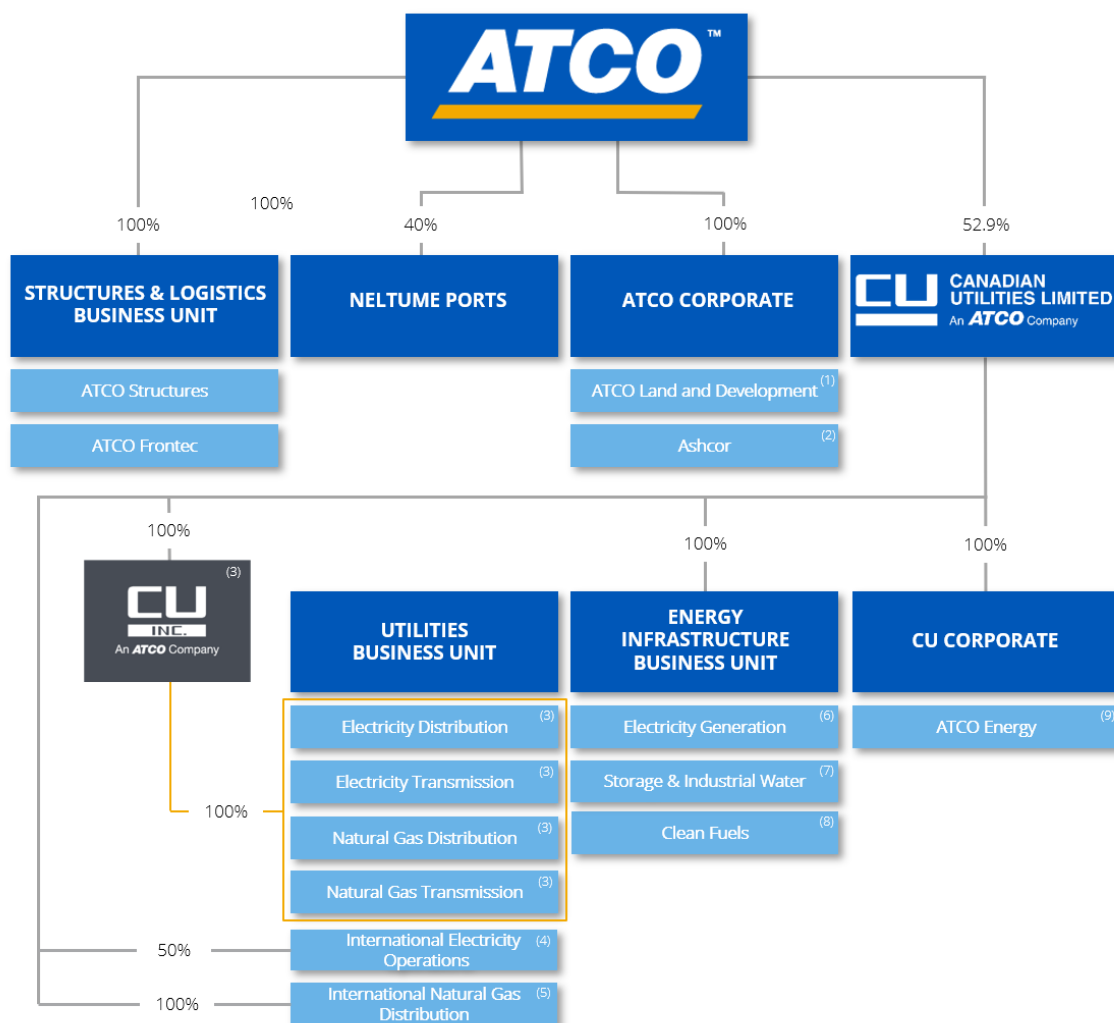 ATCO™
100%
100%
40%
100%
52.9%
STRUCTURES & LOGISTICS
BUSINESS UNIT
NELTUME PORTS
ATCO CORPORATE
CU CANADIAN
UTILITIES LIMITED
An ATCO Company
ATCO Structures
ATCO Frontec
ATCO Land and Development (1)
Ashcor (2)
100%
100%
100%
(3)
CU
INC.
An ATCO Company
UTILITIES
BUSINESS UNIT
ENERGY
INFRASTRUCTURE
BUSINESS UNIT
CU CORPORATE
Electricity Distribution (3)
Electricity Transmission (3)
Natural Gas Distribution (3)
Natural Gas Transmission (3)
100%
Electricity Generation (6)
Storage & Industrial Water (7)
Clean Fuels (8)
ATCO Energy (9)
50%
International Electricity (4)
Operations
100%
International Natural Gas (5)
Distribution